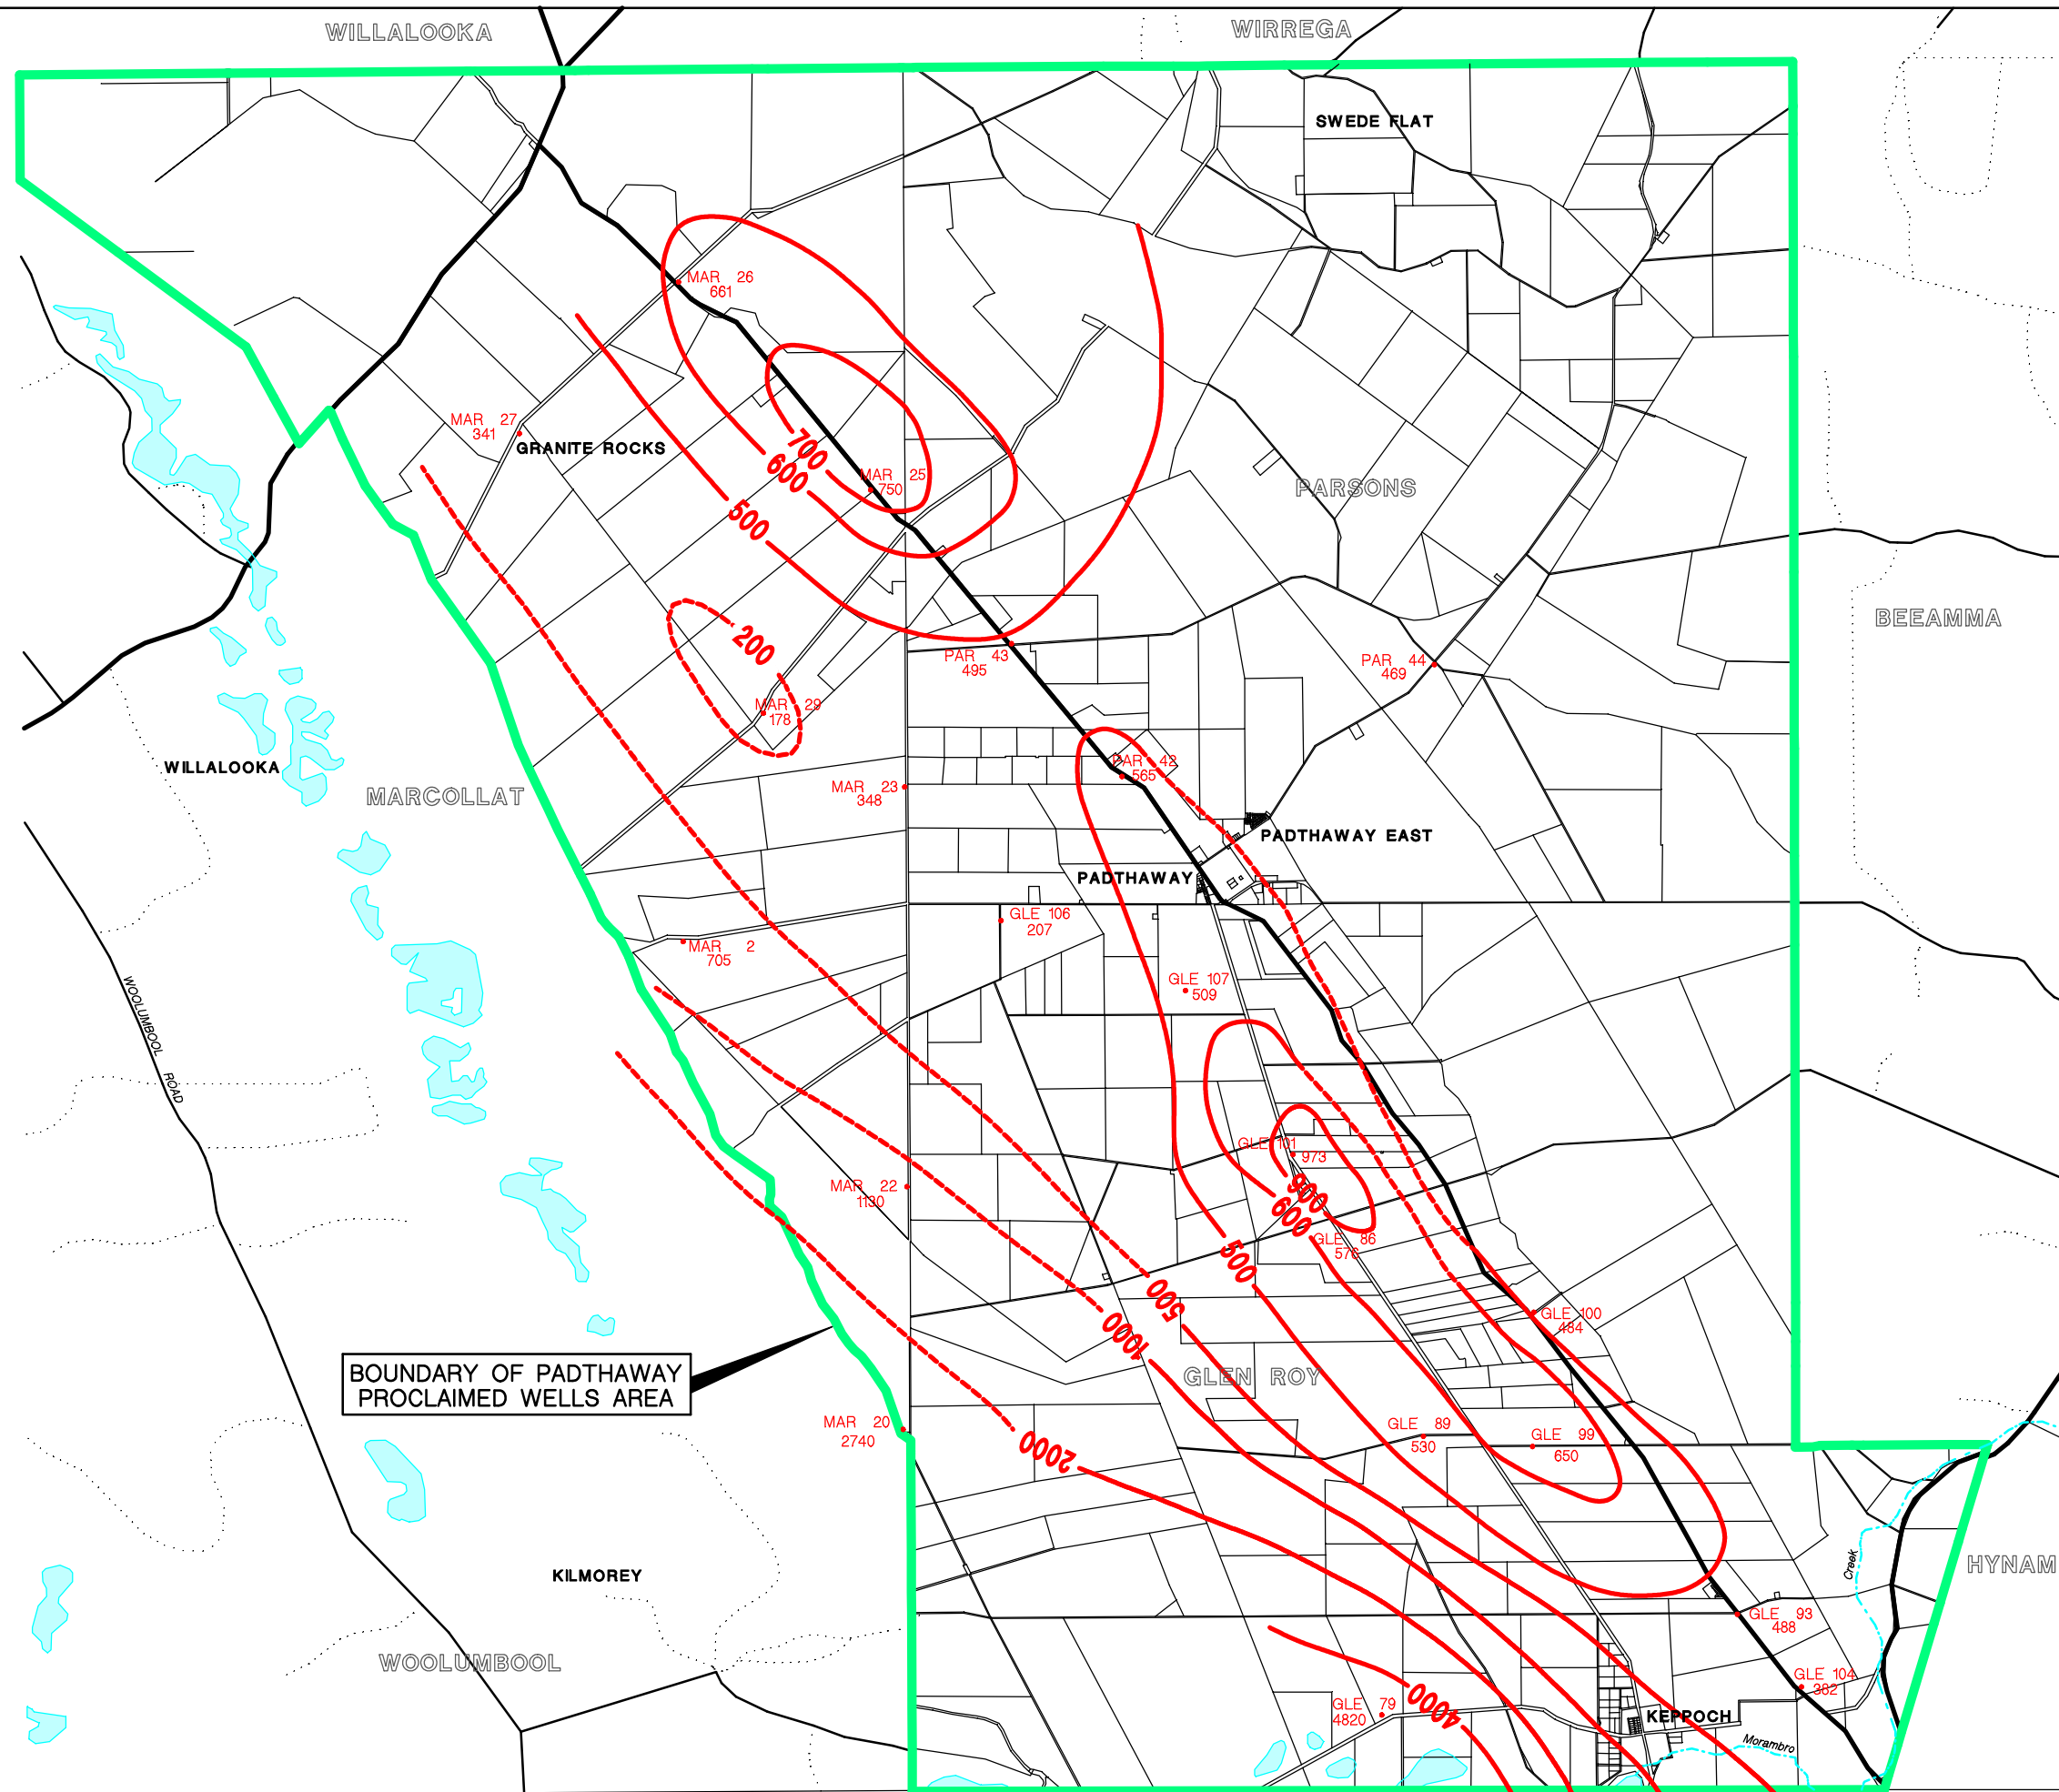 WILLALOOKA
WIRREGA
SWEDE FLAT
MAR 26
661
MAR 27
341
GRANITE ROCKS
700
600
MAR 25
750
PARSONS
500
BEEAMMA
200
PAR 43
495
PAR 44
469
MAR 29
178
WILLALOOKA
MARCOLLAT
MAR 23
348
PAR 42
565
PADTHAWAY EAST
PADTHAWAY
GLE 106
207
MAR 2
705
GLE 107
509
WOOLUMBOOL ROAD
GLE 101
973
MAR 22
1130
900
600
GLE 86
576
500
500
1000
GLE 100
484
BOUNDARY OF PADTHAWAY
PROCLAIMED WELLS AREA
GLEN ROY
MAR 20
2740
2000
GLE 89
530
GLE 99
650
KILMOREY
Creek
HYNAM
GLE 93
488
WOOLUMBOOL
GLE 104
382
GLE 79
4820
4000
KEPPOCH
Morambro